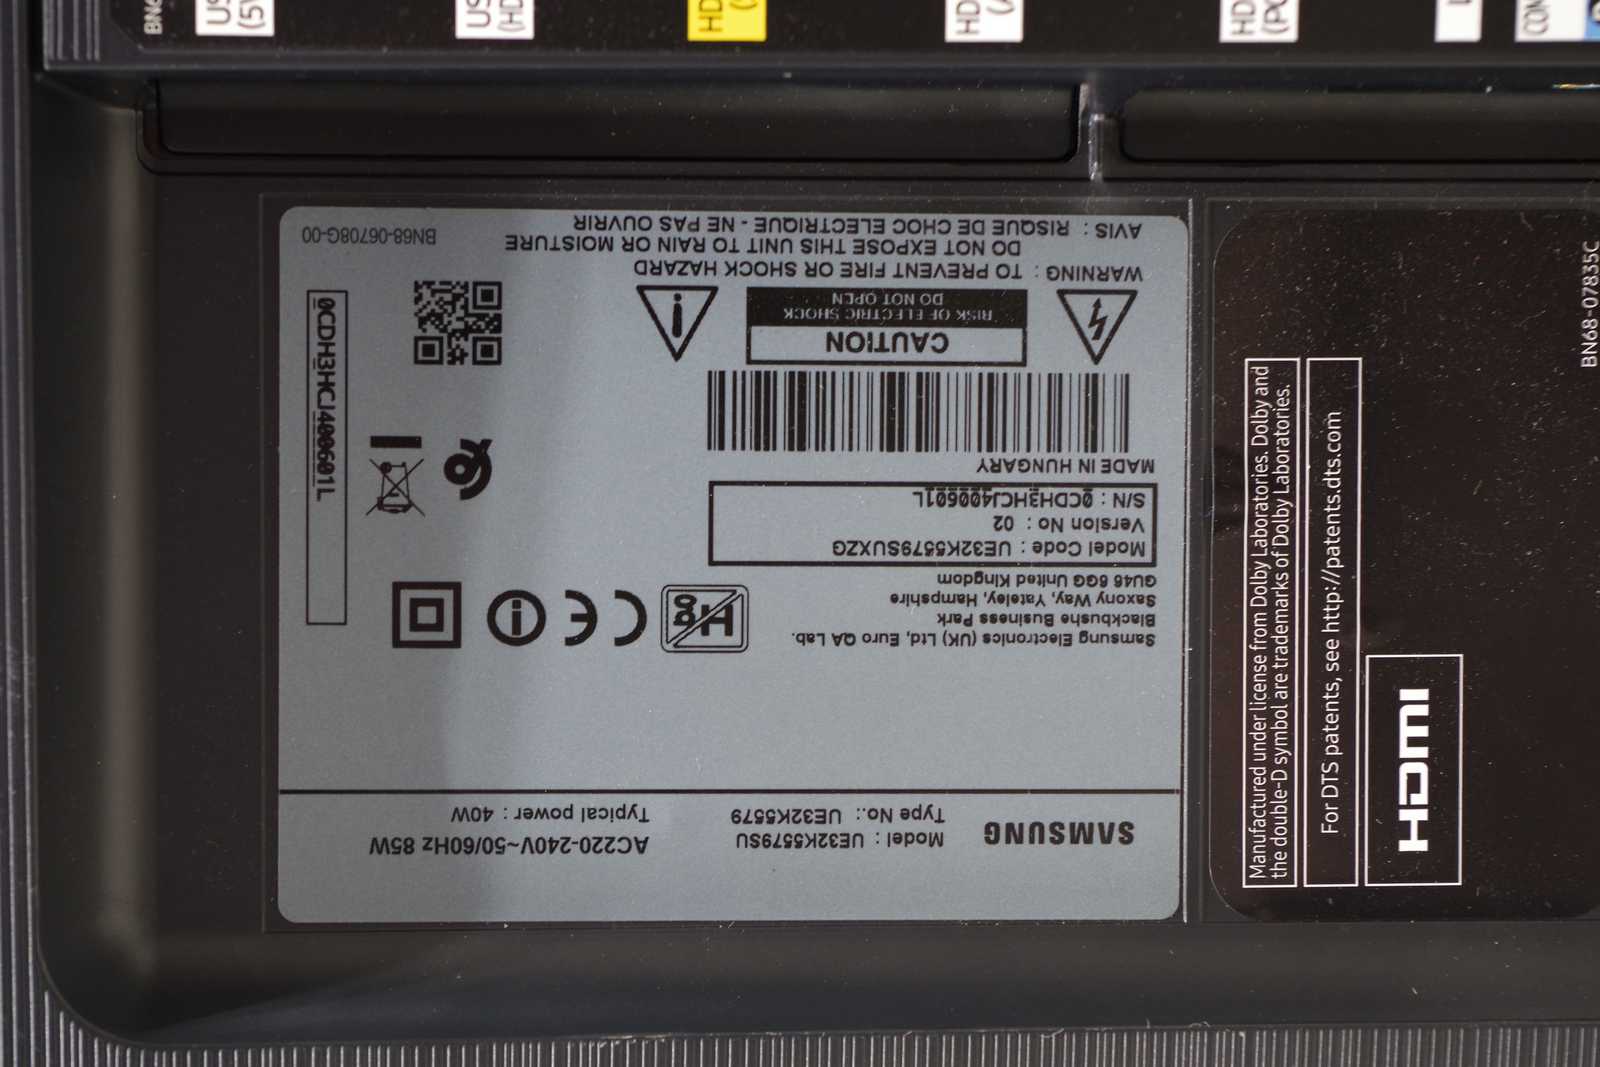 SAMSUNG
Model : UE32K5579SU
Type No.: UE32K5579
AC220-240V~50/60Hz 85W
Typical power : 40W
Samsung Electronics (UK) Ltd, Euro QA Lab.
Blackbushe Business Park
Saxony Way, Yateley, Hampshire
GU46 6GG United Kingdom
Hg
CE
Model Code : UE32K5579SUXZG
Version No : 02
S/N : 0CDH3HCJ400601L
MADE IN HUNGARY
0CDH3HCJ400601L
CAUTION
RISK OF ELECTRIC SHOCK
DO NOT OPEN
WARNING : TO PREVENT FIRE OR SHOCK HAZARD
DO NOT EXPOSE THIS UNIT TO RAIN OR MOISTURE
AVIS : RISQUE DE CHOC ELECTRIQUE - NE PAS OUVRIR
BN68-06708G-00
Manufactured under license from Dolby Laboratories. Dolby and
the double-D symbol are trademarks of Dolby Laboratories.
For DTS patents, see http://patents.dts.com
HDMI
BN68-07835C